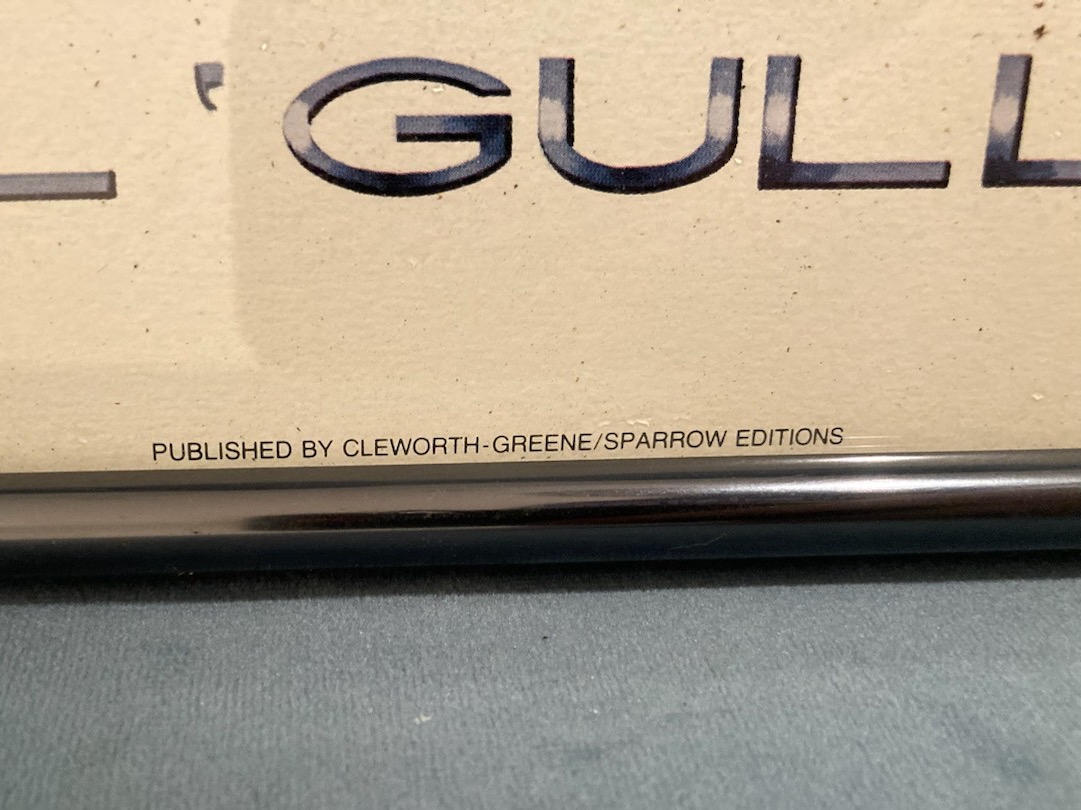 L 'GULL
PUBLISHED BY CLEWORTH-GREENE/SPARROW EDITIONS